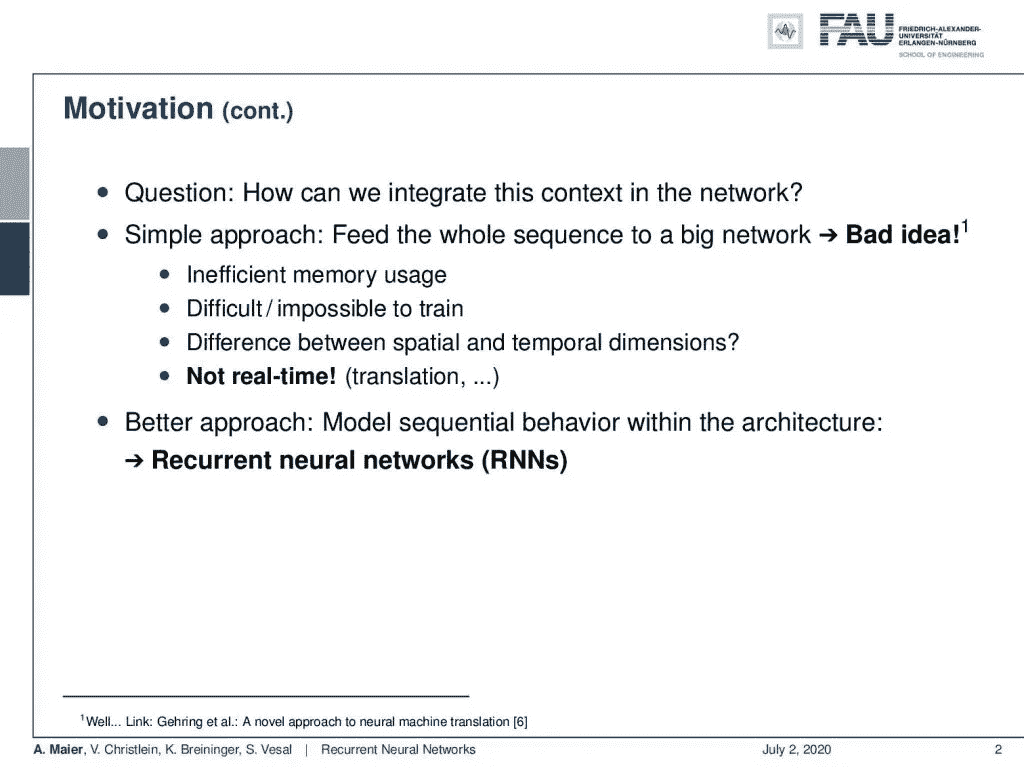 FAU
FRIEDRICH-ALEXANDER-
UNIVERSITÄT
ERLANGEN-NÜRNBERG
SCHOOL OF ENGINEERING
Motivation (cont.)
• Question: How can we integrate this context in the network?
• Simple approach: Feed the whole sequence to a big network ➔ Bad idea!¹
• Inefficient memory usage
• Difficult / impossible to train
• Difference between spatial and temporal dimensions?
• Not real-time! (translation, ...)
• Better approach: Model sequential behavior within the architecture:
➔ Recurrent neural networks (RNNs)
¹Well... Link: Gehring et al.: A novel approach to neural machine translation [6]
A. Maier, V. Christlein, K. Breininger, S. Vesal | Recurrent Neural Networks July 2, 2020 2